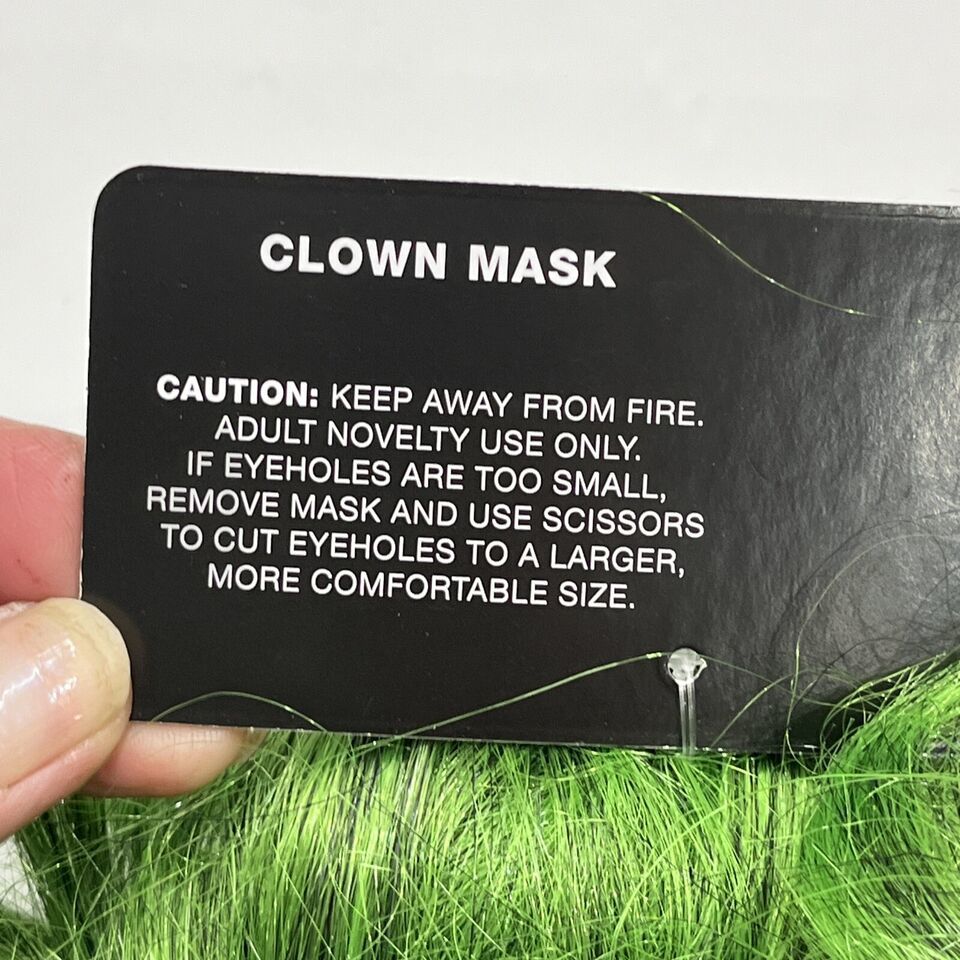 CLOWN MASK
CAUTION: KEEP AWAY FROM FIRE.
ADULT NOVELTY USE ONLY.
IF EYEHOLES ARE TOO SMALL,
REMOVE MASK AND USE SCISSORS
TO CUT EYEHOLES TO A LARGER,
MORE COMFORTABLE SIZE.